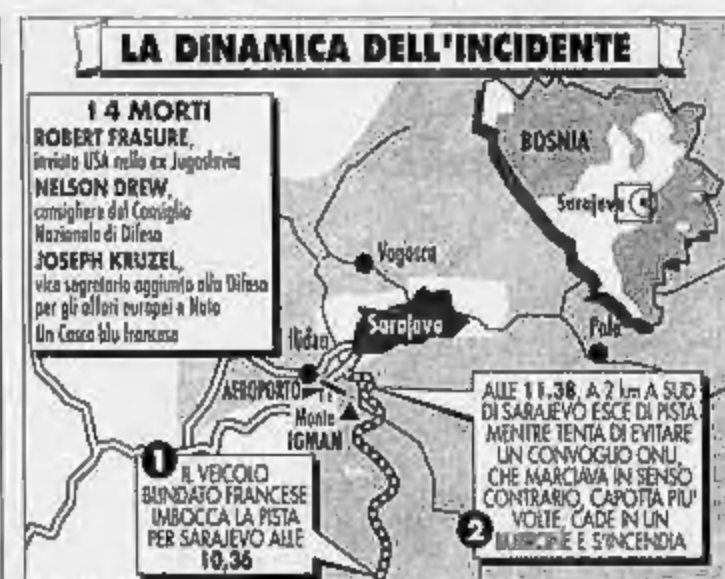 LA DINAMICA DELL'INCIDENTE
I 4 MORTI
ROBERT FRASURE,
inviato USA nella ex Jugoslavia
NELSON DREW,
consigliere del Consiglio
Nazionale di Difesa
JOSEPH KRUZEL,
vice segretario aggiunto alla Difesa
per gli affari europei e Nato
Un Casco blu francese
BOSNIA
Sarajevo
Vogosca
Sarajevo
Pale
AEROPORTO
Monte
IGMAN
1
IL VEICOLO
BLINDATO FRANCESE
IMBOCCA LA PISTA
PER SARAJEVO ALLE
10,36
ALLE 11.38, A 2 km A SUD
DI SARAJEVO ESCE DI PISTA
MENTRE TENTA DI EVITARE
UN CONVOGLIO ONU,
CHE MARCIAVA IN SENSO
CONTRARIO, CAPOTTA PIU'
VOLTE, CADE IN UN
2
E S'INCENDIA